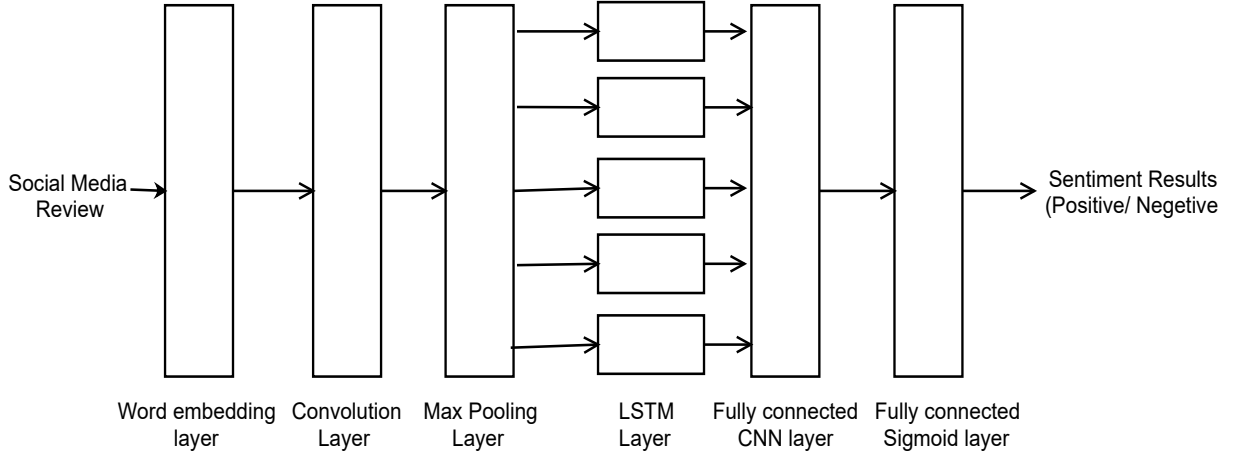 Social Media
Review
Sentiment Results
(Positive/ Negetive
Word embedding
layer
Convolution
Layer
Max Pooling
Layer
LSTM
Layer
Fully connected
CNN layer
Fully connected
Sigmoid layer